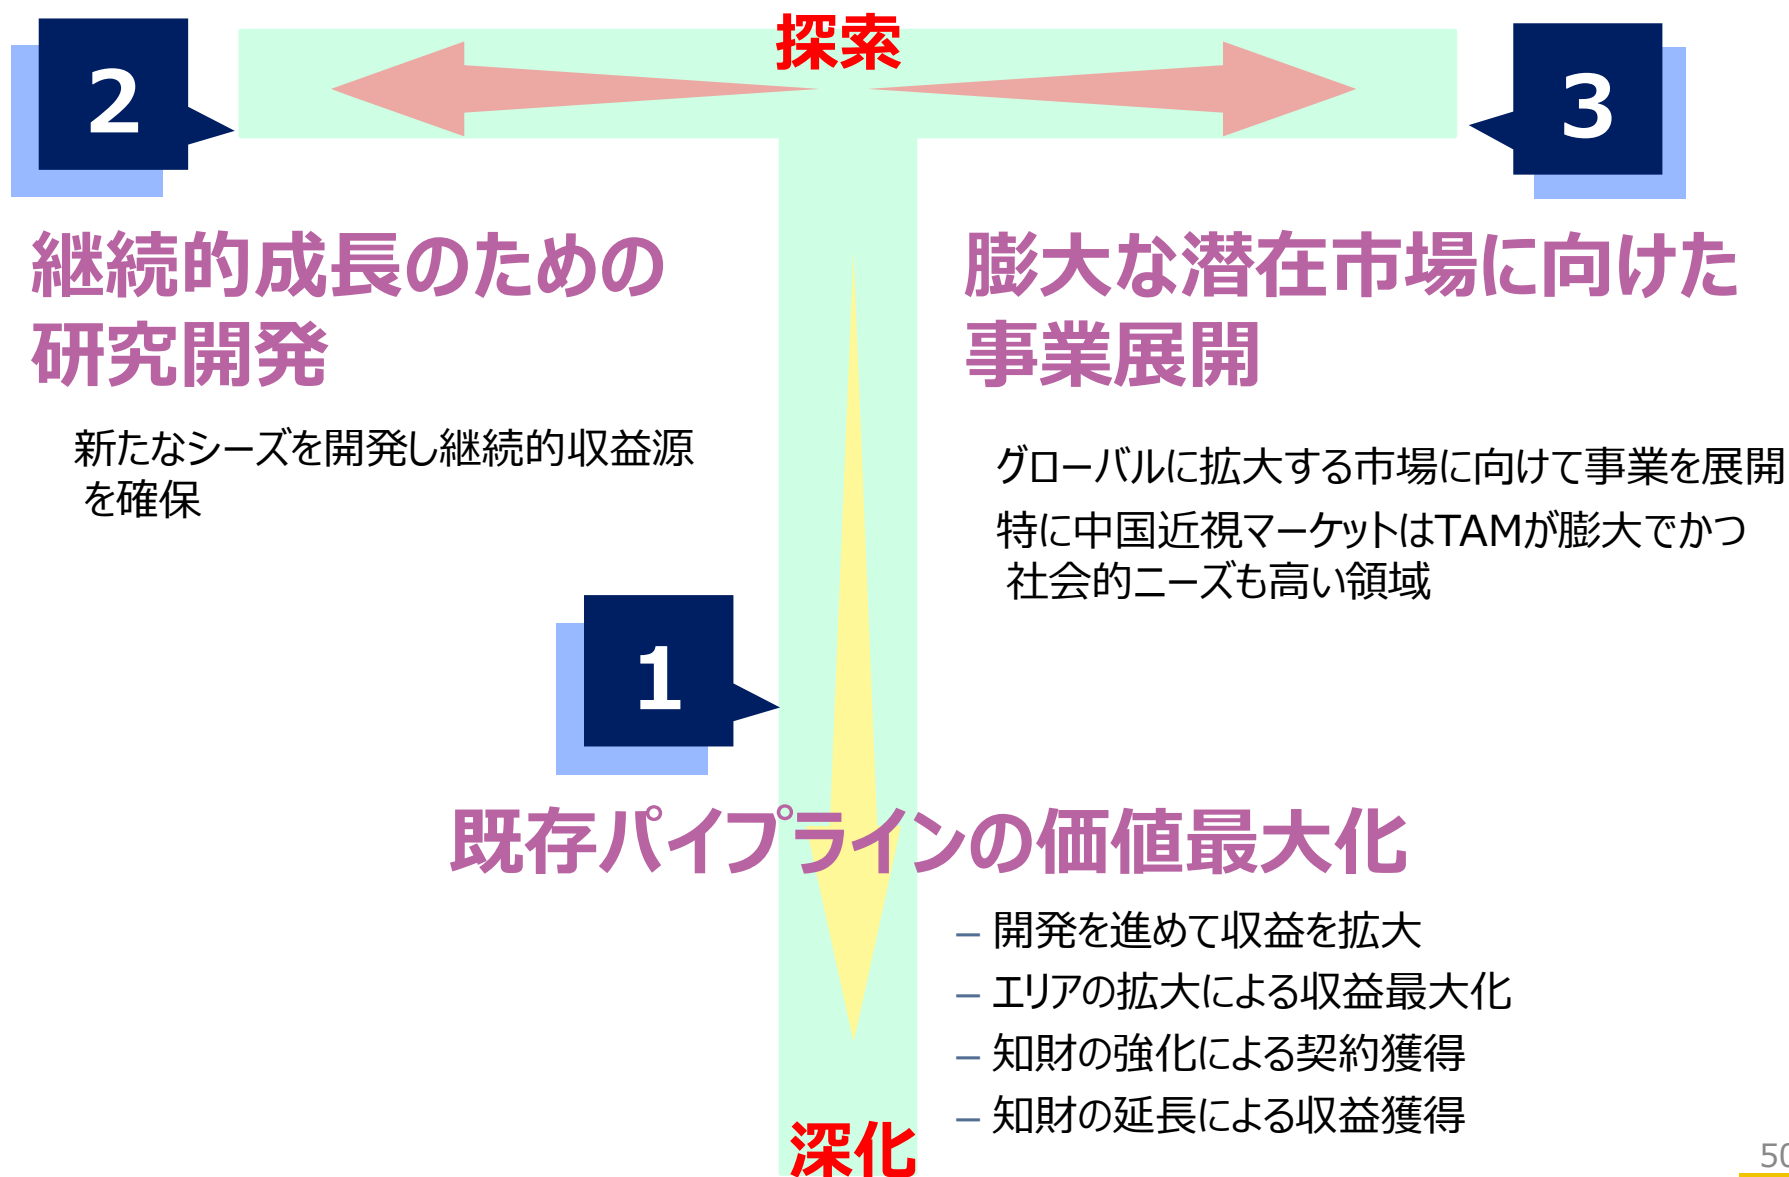 探索
2
3
継続的成長のための
研究開発
新たなシーズを開発し継続的収益源
を確保
膨大な潜在市場に向けた
事業展開
グローバルに拡大する市場に向けて事業を展開
特に中国近視マーケットはTAMが膨大でかつ
社会的ニーズも高い領域
1
既存パイプラインの価値最大化
– 開発を進めて収益を拡大
– エリアの拡大による収益最大化
– 知財の強化による契約獲得
– 知財の延長による収益獲得
深化
50